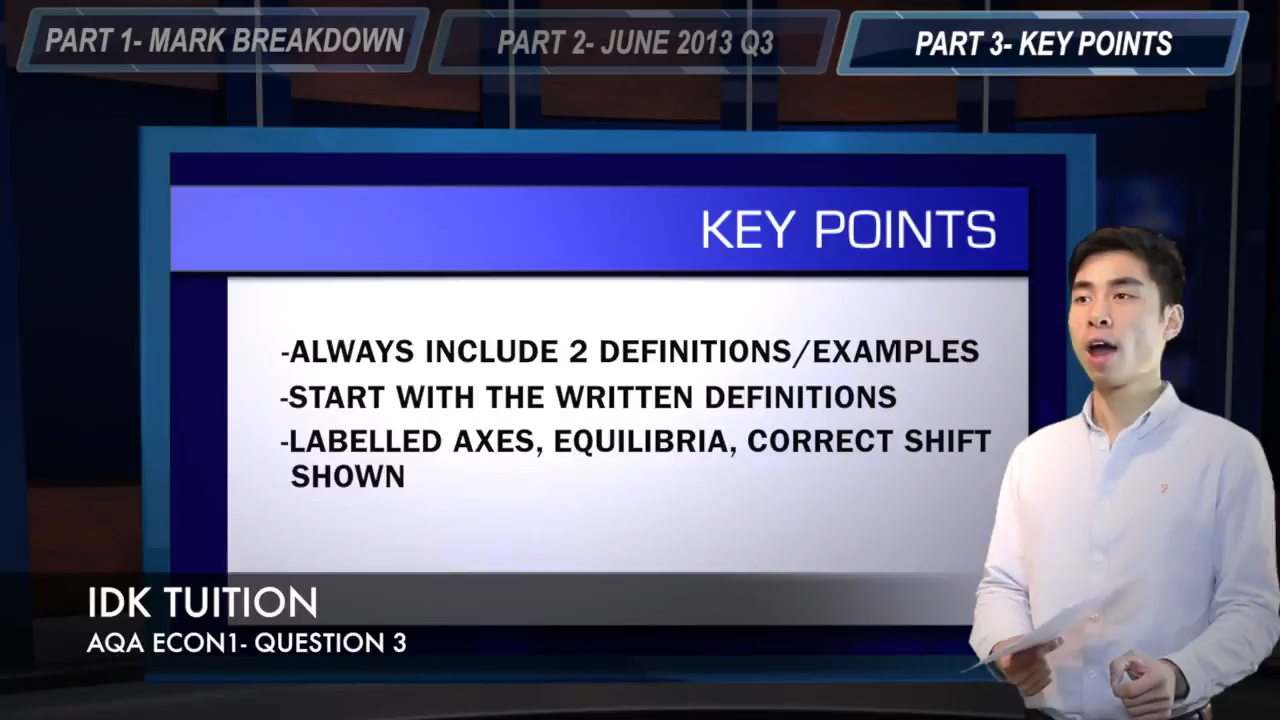 PART 1- MARK BREAKDOWN
PART 2- JUNE 2013 Q3
PART 3- KEY POINTS
KEY POINTS
-ALWAYS INCLUDE 2 DEFINITIONS/EXAMPLES
-START WITH THE WRITTEN DEFINITIONS
-LABELLED AXES, EQUILIBRIA, CORRECT SHIFT
SHOWN
IDK TUITION
AQA ECON1- QUESTION 3